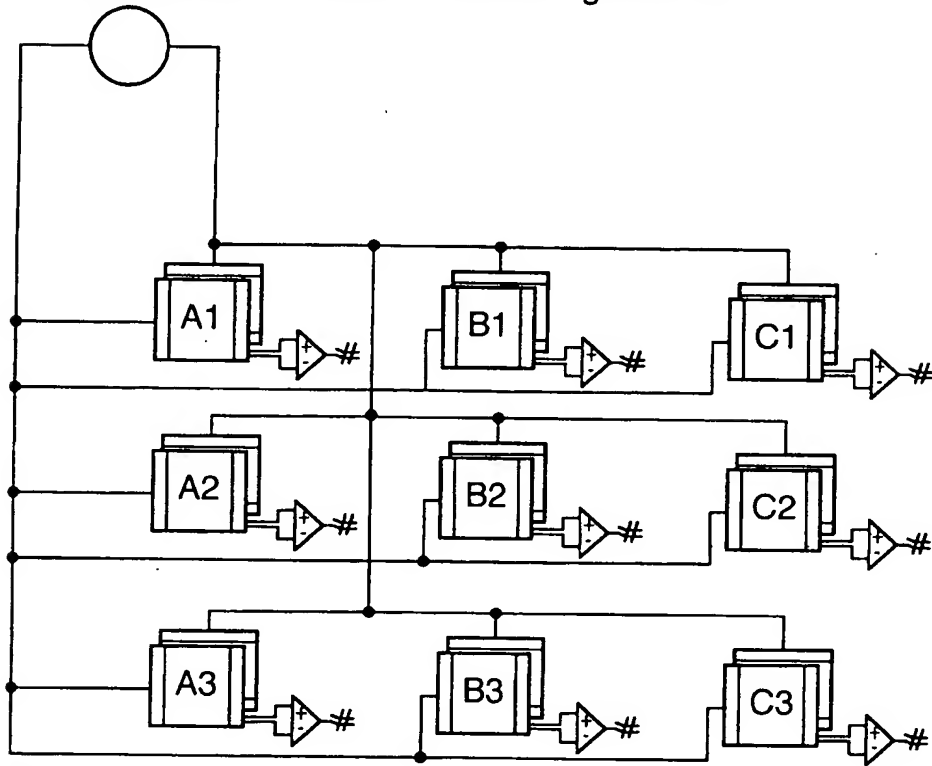 A1 B1 C1
+ - # + - # + - #
A2 B2 C2
+ - # + - # + - #
A3 B3 C3
+ - # + - # + - #